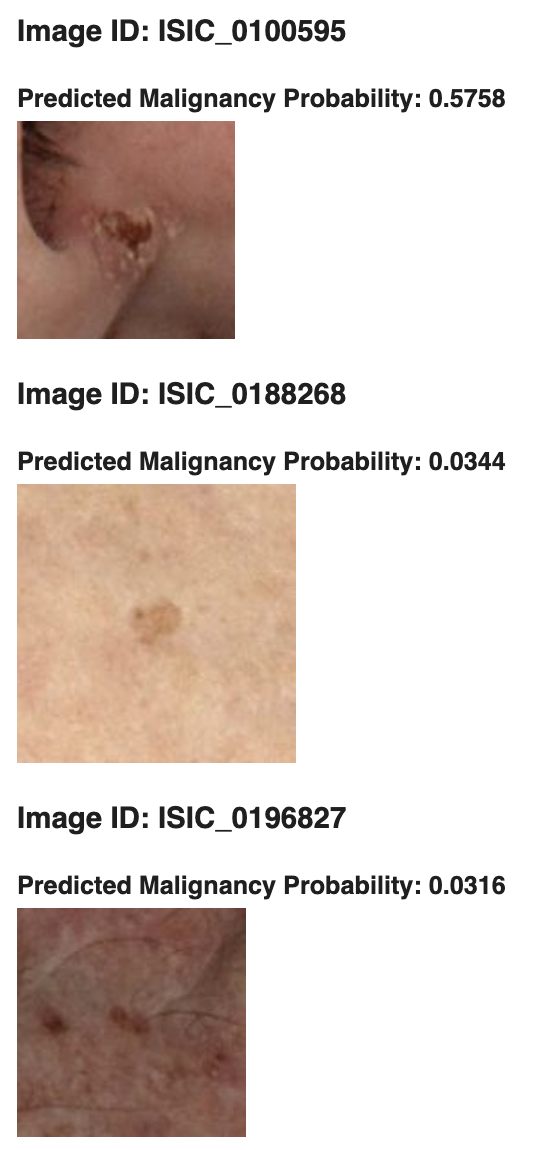 Image ID: ISIC_0100595
Predicted Malignancy Probability: 0.5758
Image ID: ISIC_0188268
Predicted Malignancy Probability: 0.0344
Image ID: ISIC_0196827
Predicted Malignancy Probability: 0.0316